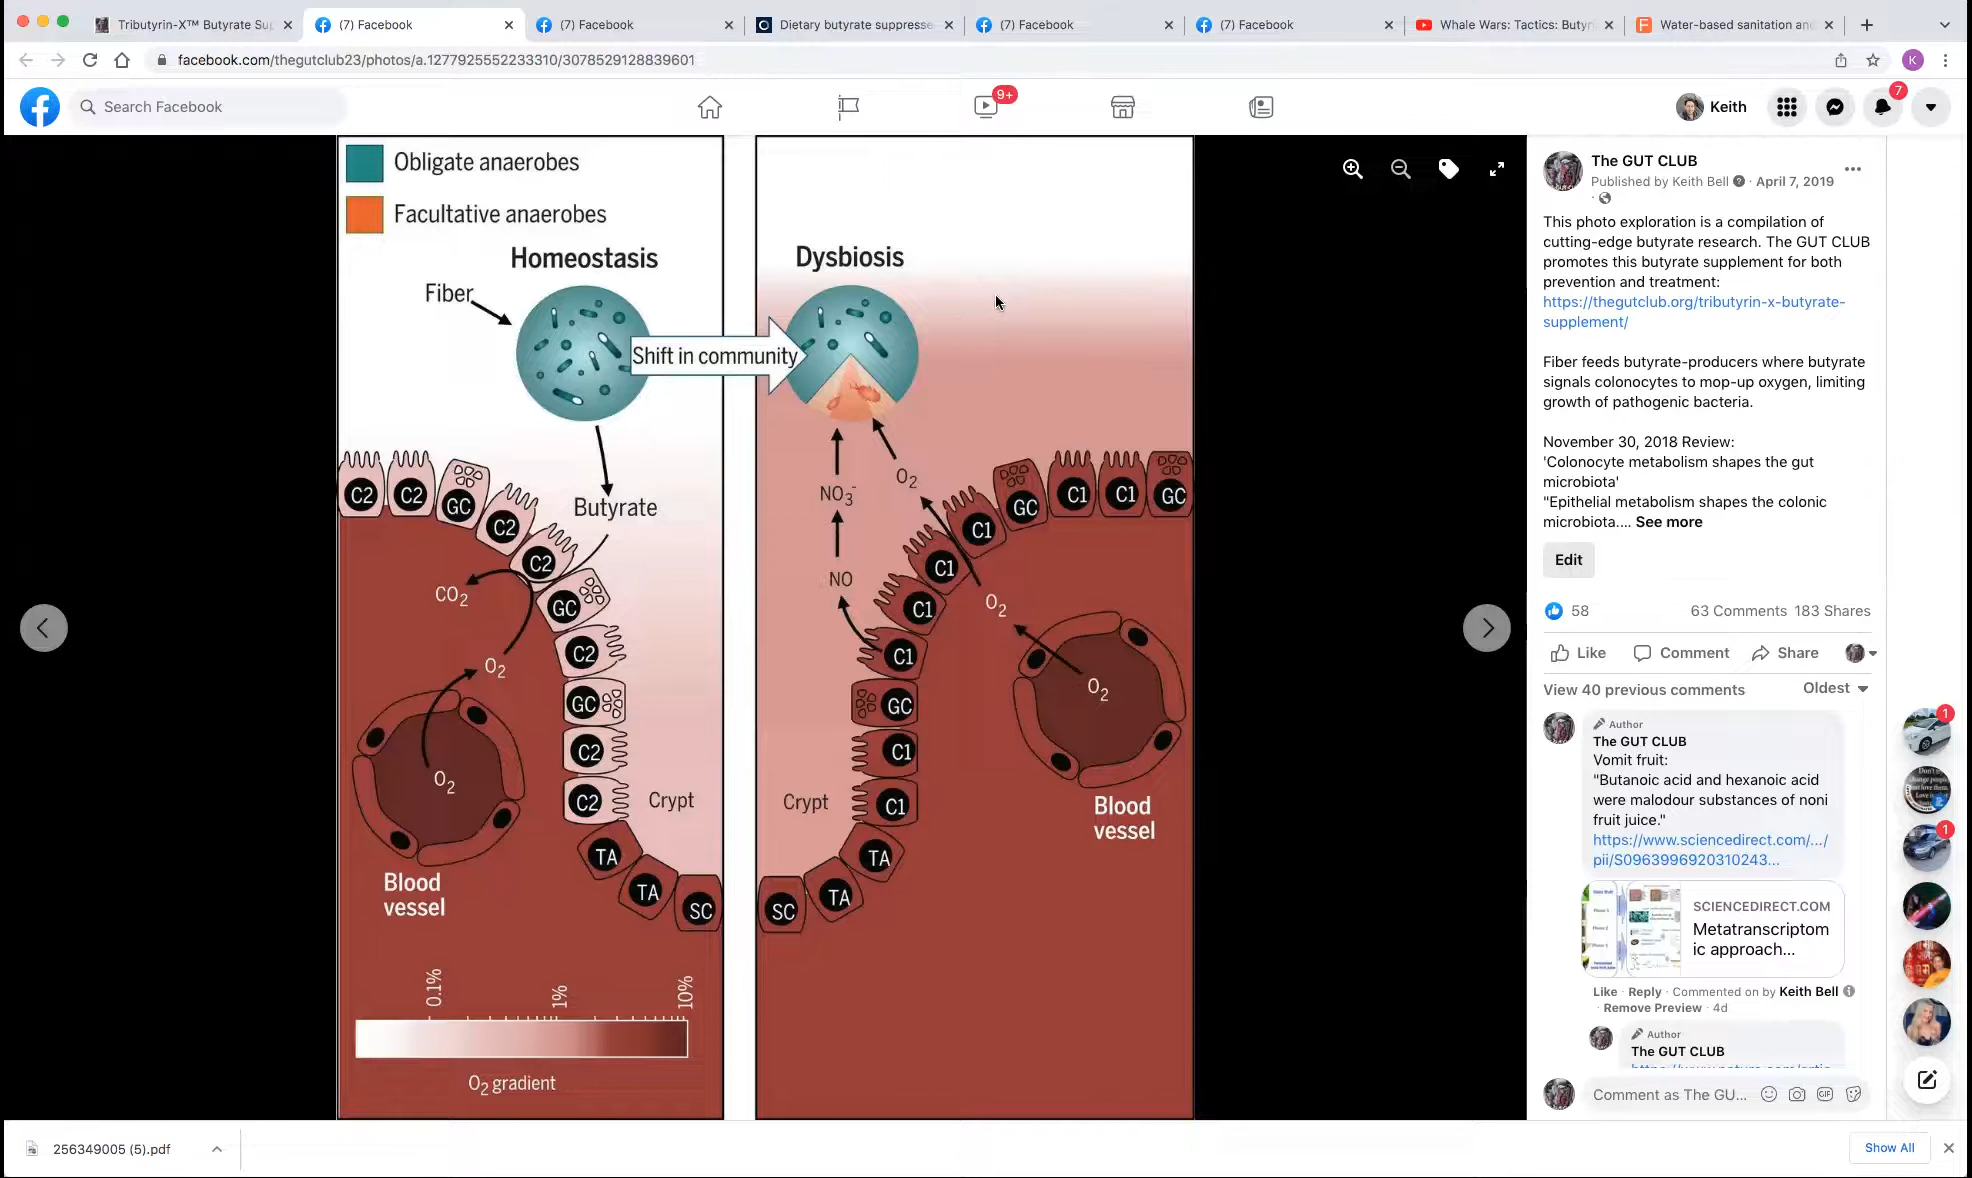 Tributyrin-X™ Butyrate Sup
(7) Facebook
(7) Facebook
Dietary butyrate suppresse
(7) Facebook
(7) Facebook
Whale Wars: Tactics: Butyri
Water-based sanitation and
facebook.com/thegutclub23/photos/a.1277925552233310/3078529128839601
K
Search Facebook
9+
Keith
7
Obligate anaerobes
Facultative anaerobes
Homeostasis
Fiber
Shift in community
Butyrate
C2
C2
GC
C2
C2
GC
C2
GC
C2
C2
TA
TA
SC
CO2
O2
O2
Blood
vessel
Crypt
0.1%
1%
10%
O2 gradient
Dysbiosis
NO3-
O2
NO
O2
O2
GC
C1
C1
GC
C1
C1
C1
C1
GC
C1
C1
TA
TA
SC
Crypt
Blood
vessel
The GUT CLUB
Published by Keith Bell · April 7, 2019
·
This photo exploration is a compilation of
cutting-edge butyrate research. The GUT CLUB
promotes this butyrate supplement for both
prevention and treatment:
https://thegutclub.org/tributyrin-x-butyrate-
supplement/
Fiber feeds butyrate-producers where butyrate
signals colonocytes to mop-up oxygen, limiting
growth of pathogenic bacteria.
November 30, 2018 Review:
'Colonocyte metabolism shapes the gut
microbiota'
"Epithelial metabolism shapes the colonic
microbiota.... See more
Edit
58
63 Comments 183 Shares
Like
Comment
Share
View 40 previous comments
Oldest
Author
The GUT CLUB
Vomit fruit:
"Butanoic acid and hexanoic acid
were malodour substances of noni
fruit juice."
https://www.sciencedirect.com/.../
pii/S0963996920310243...
SCIENCEDIRECT.COM
Metatranscriptom
ic approach...
Like · Reply · Commented on by Keith Bell
· Remove Preview · 4d
Author
The GUT CLUB
Comment as The GU...
GIF
1
1
256349005 (5).pdf
Show All